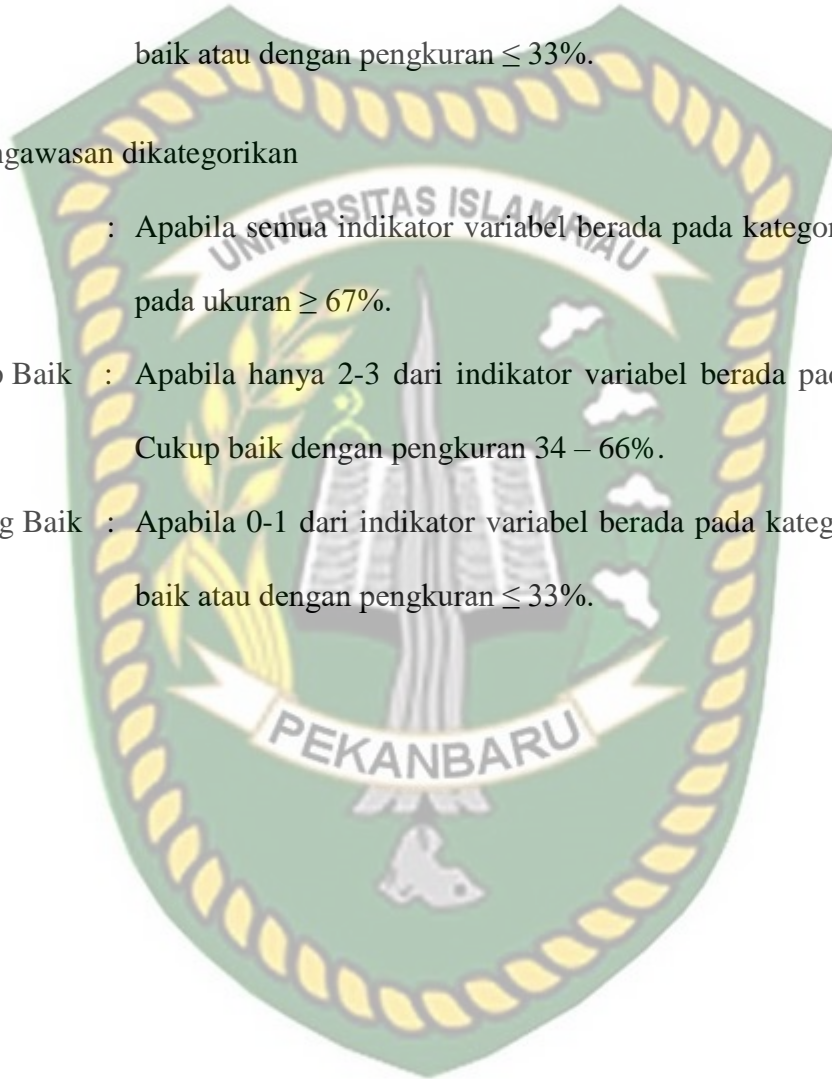 baik atau dengan pengkuran ≤ 33%.
ngawasan dikategorikan
UNIVERSITAS ISLAM RIAU
: Apabila semua indikator variabel berada pada kategor
pada ukuran ≥ 67%.
Baik : Apabila hanya 2-3 dari indikator variabel berada pa
Cukup baik dengan pengkuran 34 – 66%.
g Baik : Apabila 0-1 dari indikator variabel berada pada kateg
baik atau dengan pengkuran ≤ 33%.
PEKANBARU